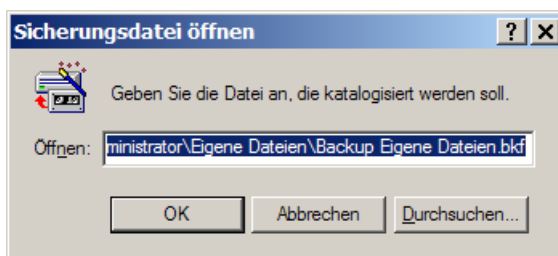 Sicherungsdatei öffnen
Geben Sie die Datei an, die katalogisiert werden soll.
Öffnen: ministrator\Eigene Dateien\Backup Eigene Dateien.bkf
OK Abbrechen Durchsuchen...